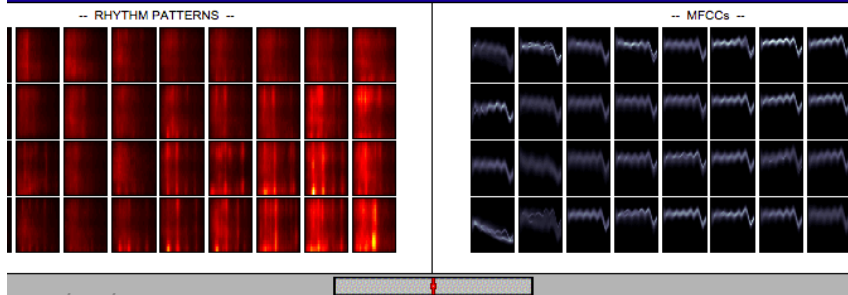 -- RHYTHM PATTERNS --
-- MFCCs --